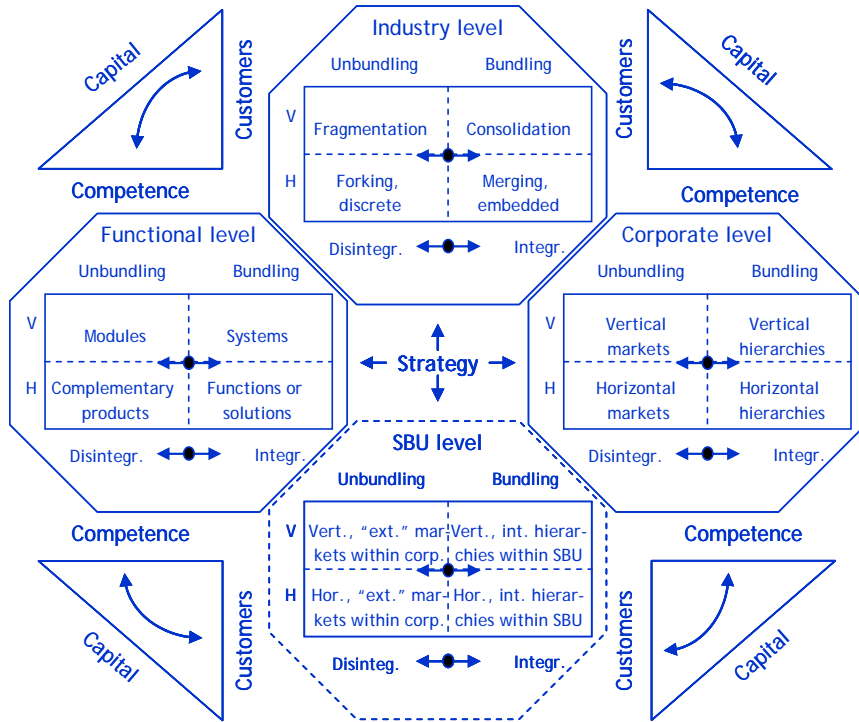 Industry level
Unbundling Bundling
V
Fragmentation Consolidation
H
Forking, discrete
Merging, embedded
Disintegr. Integr.
Capital
Customers
Competence
Customers
Capital
Competence
Functional level
Unbundling Bundling
V
Modules Systems
H
Complementary products
Functions or solutions
Disintegr. Integr.
Strategy
Corporate level
Unbundling Bundling
V
Vertical markets
Vertical hierarchies
H
Horizontal markets
Horizontal hierarchies
Disintegr. Integr.
SBU level
Unbundling Bundling
V
Vert., “ext.” mar-
kets within corp.
Vert., int. hierar-
chies within SBU
H
Hor., “ext.” mar-
kets within corp.
Hor., int. hierar-
chies within SBU
Disinteg. Integr.
Competence
Capital
Customers
Competence
Customers
Capital